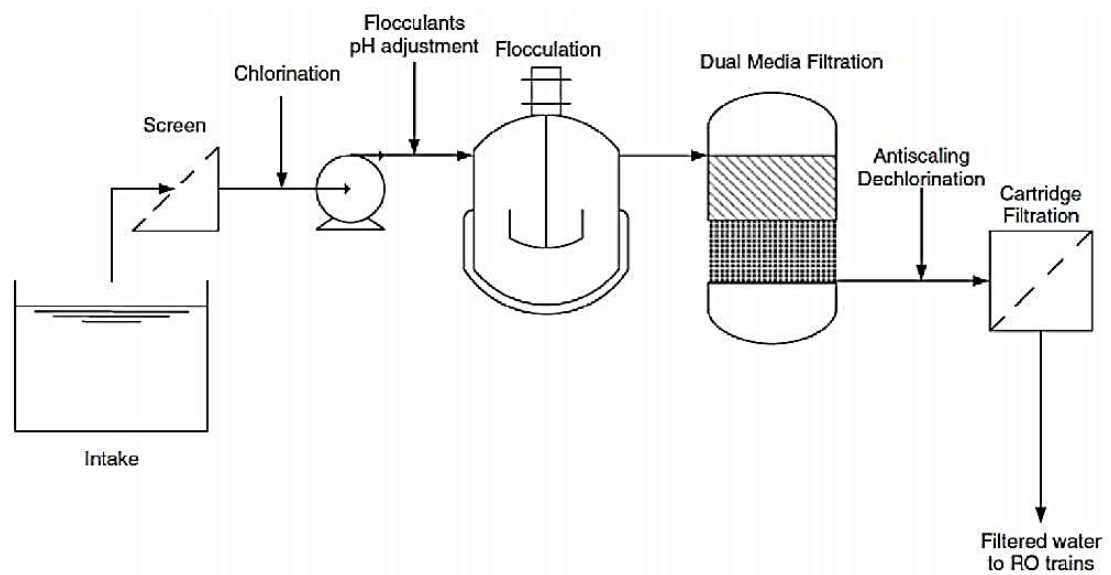 Flocculants
pH adjustment
Flocculation
Dual Media Filtration
Chlorination
Screen
Antiscaling
Dechlorination
Cartridge
Filtration
Intake
Filtered water
to RO trains